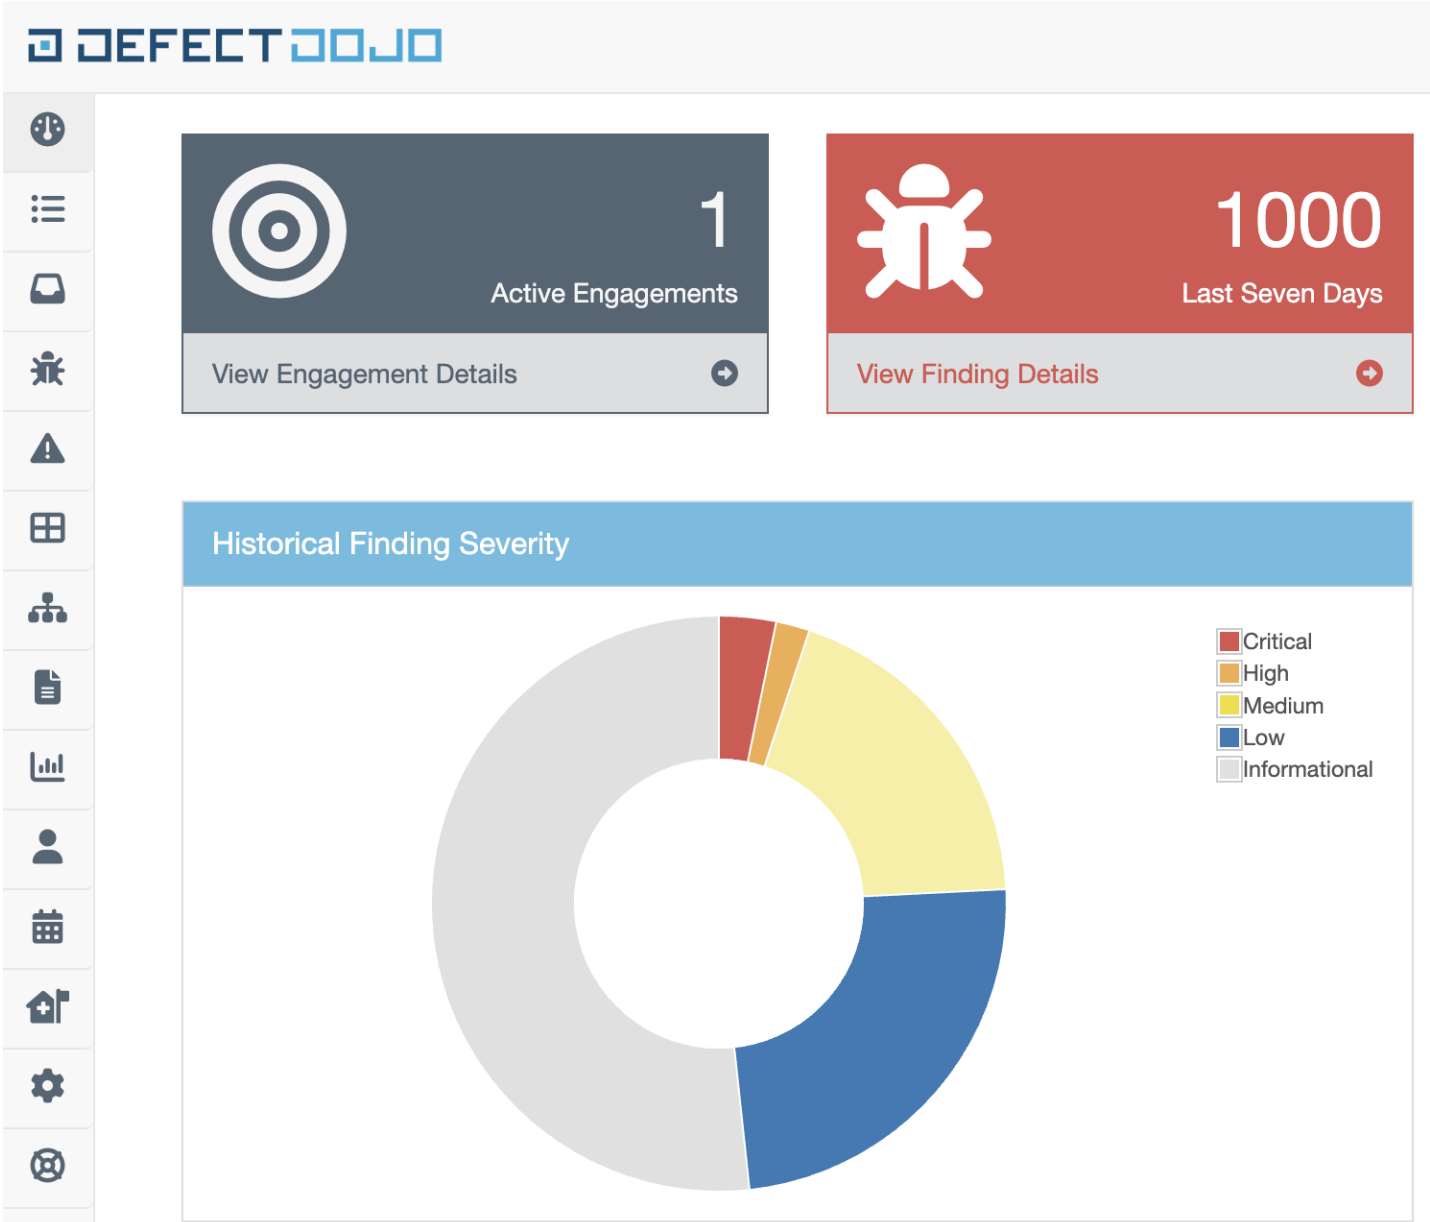 DEFECTDOJO
1
Active Engagements
View Engagement Details
1000
Last Seven Days
View Finding Details
Historical Finding Severity
Critical
High
Medium
Low
Informational